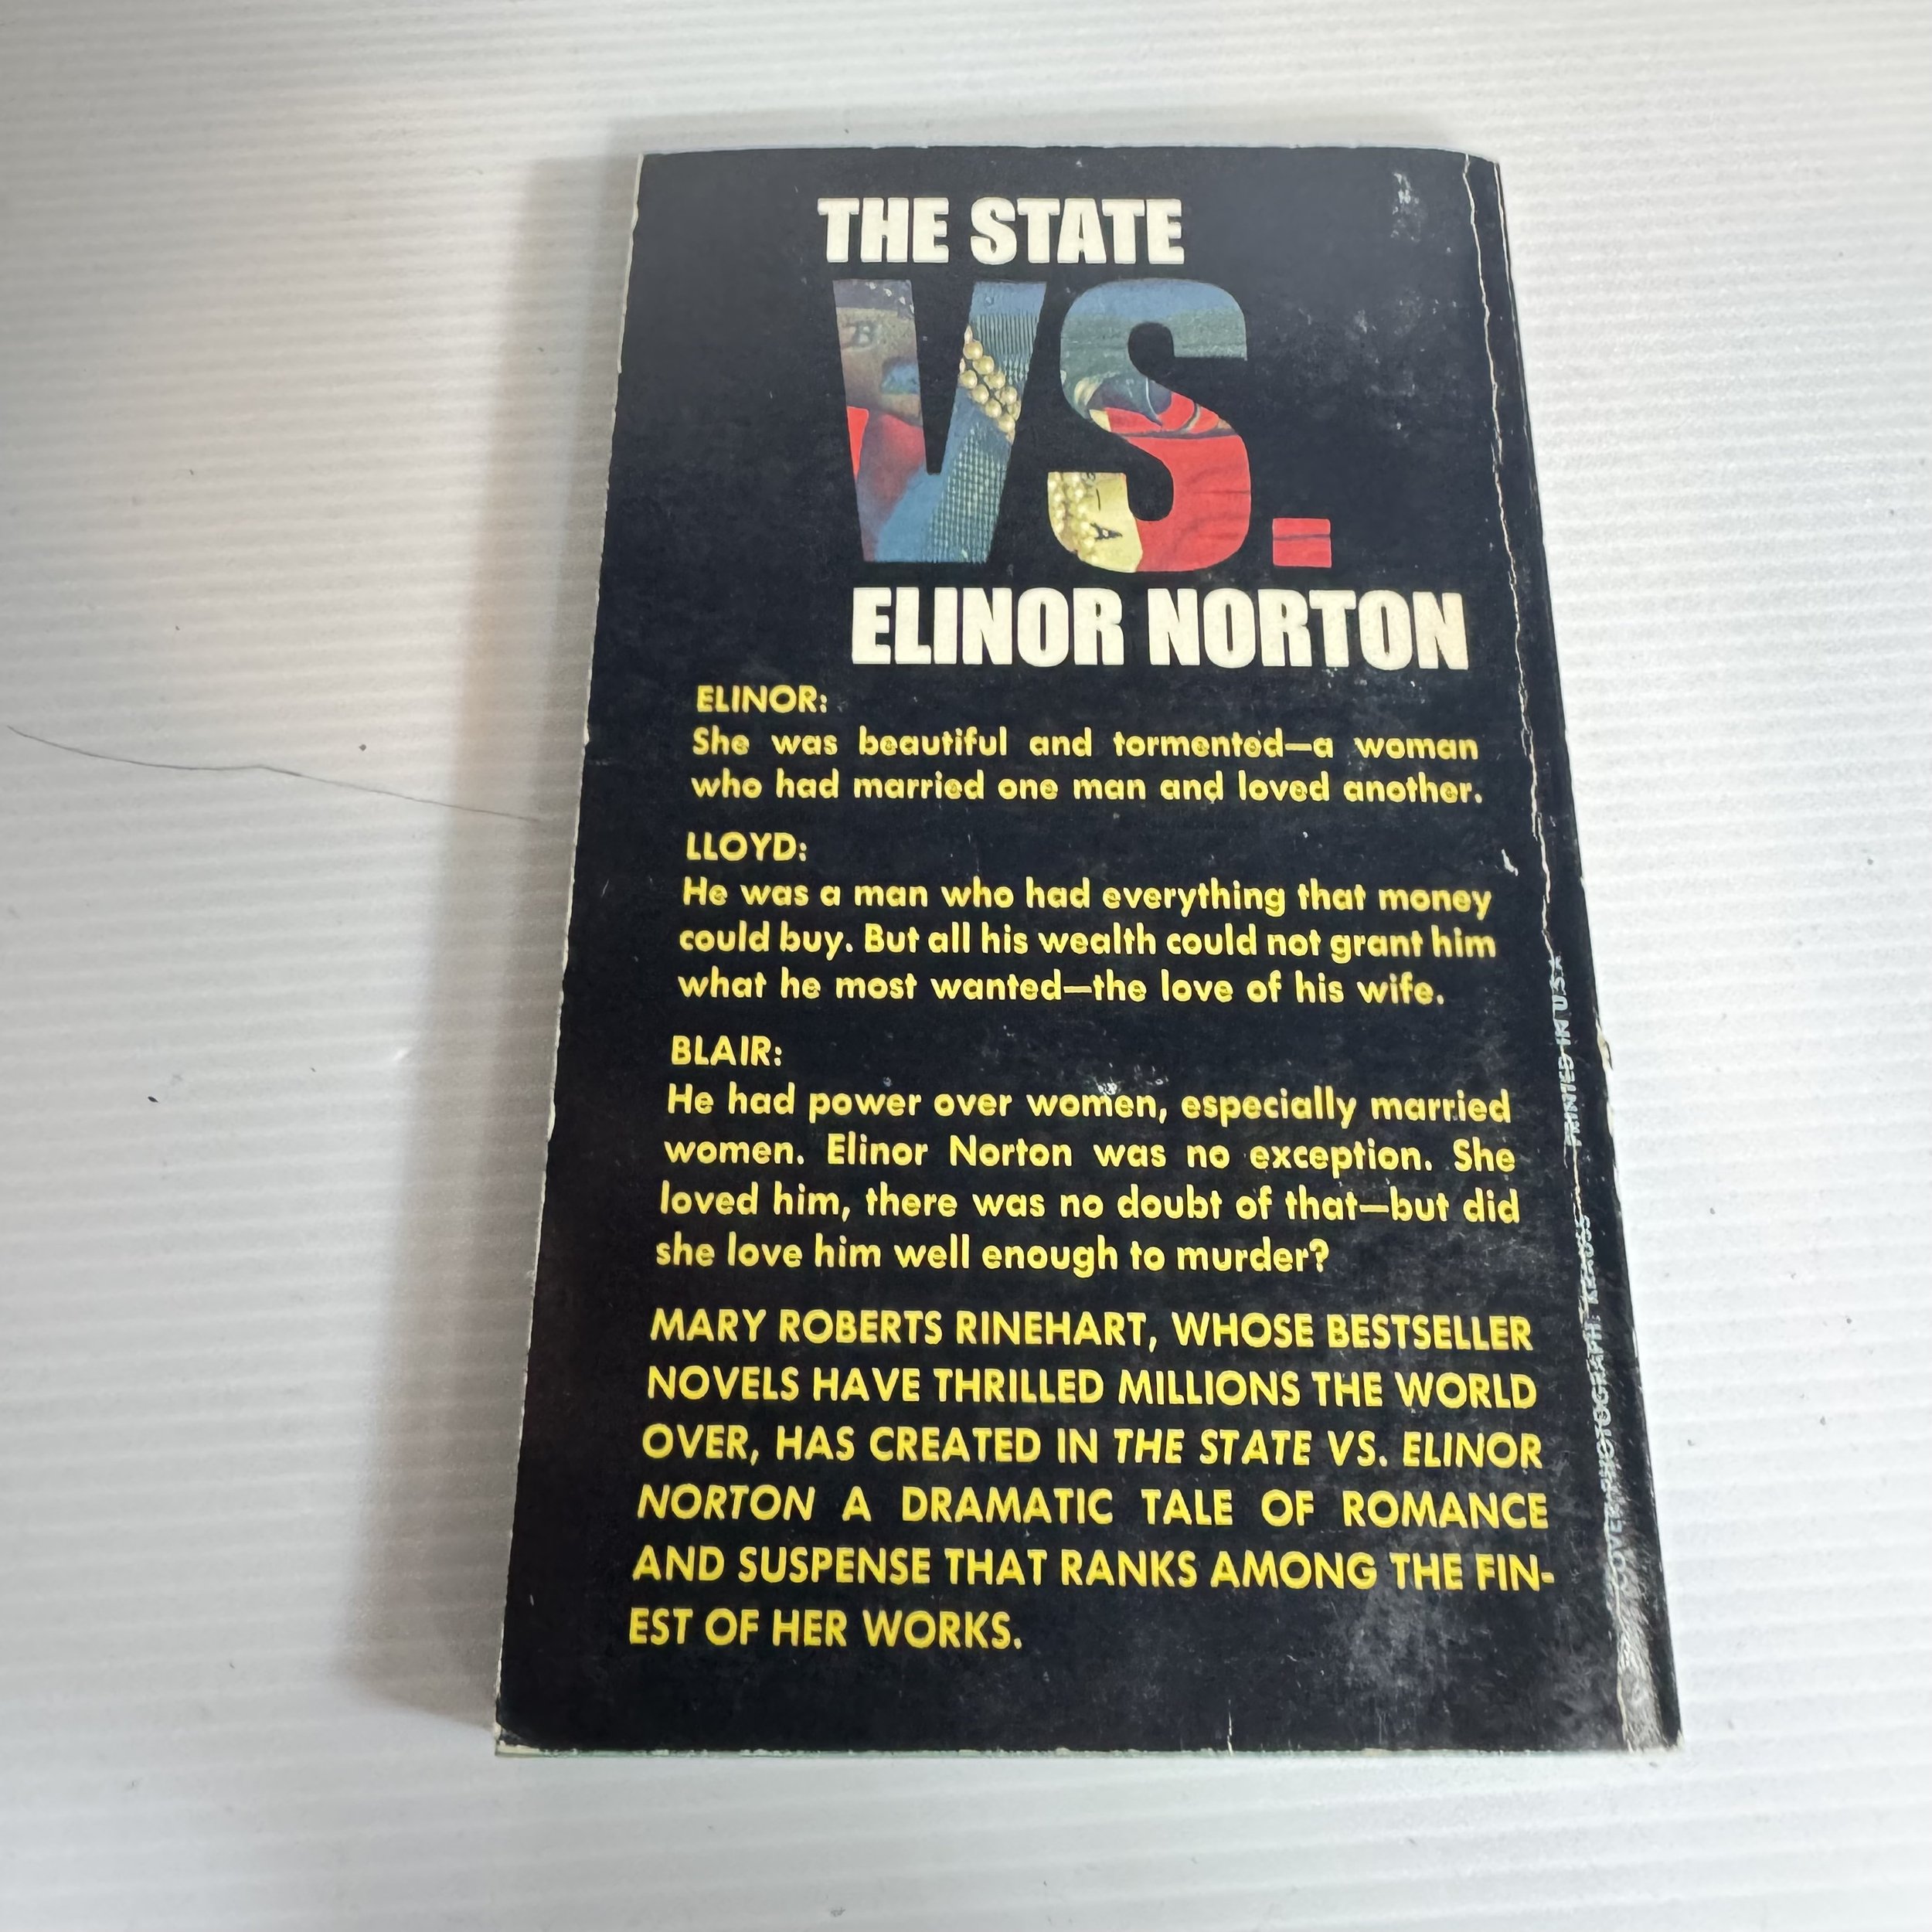 THE STATE
VS.
ELINOR NORTON
ELINOR:
She was beautiful and tormented—a woman
who had married one man and loved another.
LLOYD:
He was a man who had everything that money
could buy. But all his wealth could not grant him
what he most wanted—the love of his wife.
BLAIR:
He had power over women, especially married
women. Elinor Norton was no exception. She
loved him, there was no doubt of that—but did
she love him well enough to murder?
MARY ROBERTS RINEHART, WHOSE BESTSELLER
NOVELS HAVE THRILLED MILLIONS THE WORLD
OVER, HAS CREATED IN THE STATE VS. ELINOR
NORTON A DRAMATIC TALE OF ROMANCE
AND SUSPENSE THAT RANKS AMONG THE FIN-
EST OF HER WORKS.
COVER PHOTOGRAPH: PRINTED IN U.S.A.